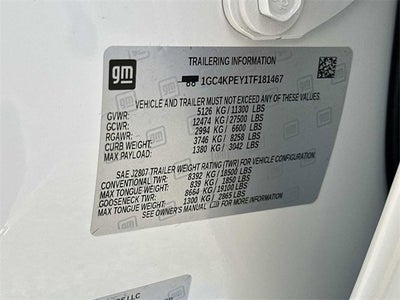 gm
TRAILERING INFORMATION
1GC4KPEY1TF181467
VEHICLE AND TRAILER MUST NOT EXCEED ANY OF THESE VALUES
GVWR: 5126 KG / 11300 LBS
GCWR: 12474 KG / 27500 LBS
RGAWR: 2994 KG / 6600 LBS
CURB WEIGHT: 3746 KG / 8258 LBS
MAX PAYLOAD: 1380 KG / 3042 LBS
SAE J2807 TRAILER WEIGHT RATING (TWR) FOR VEHICLE CONFIGURATION.
CONVENTIONAL TWR: 8392 KG / 18500 LBS
MAX TONGUE WEIGHT: 839 KG / 1850 LBS
GOOSENECK TWR: 8664 KG / 19100 LBS
MAX TONGUE WEIGHT: 1300 KG / 2865 LBS
SEE OWNER'S MANUAL FOR MORE INFORMATION
LLC